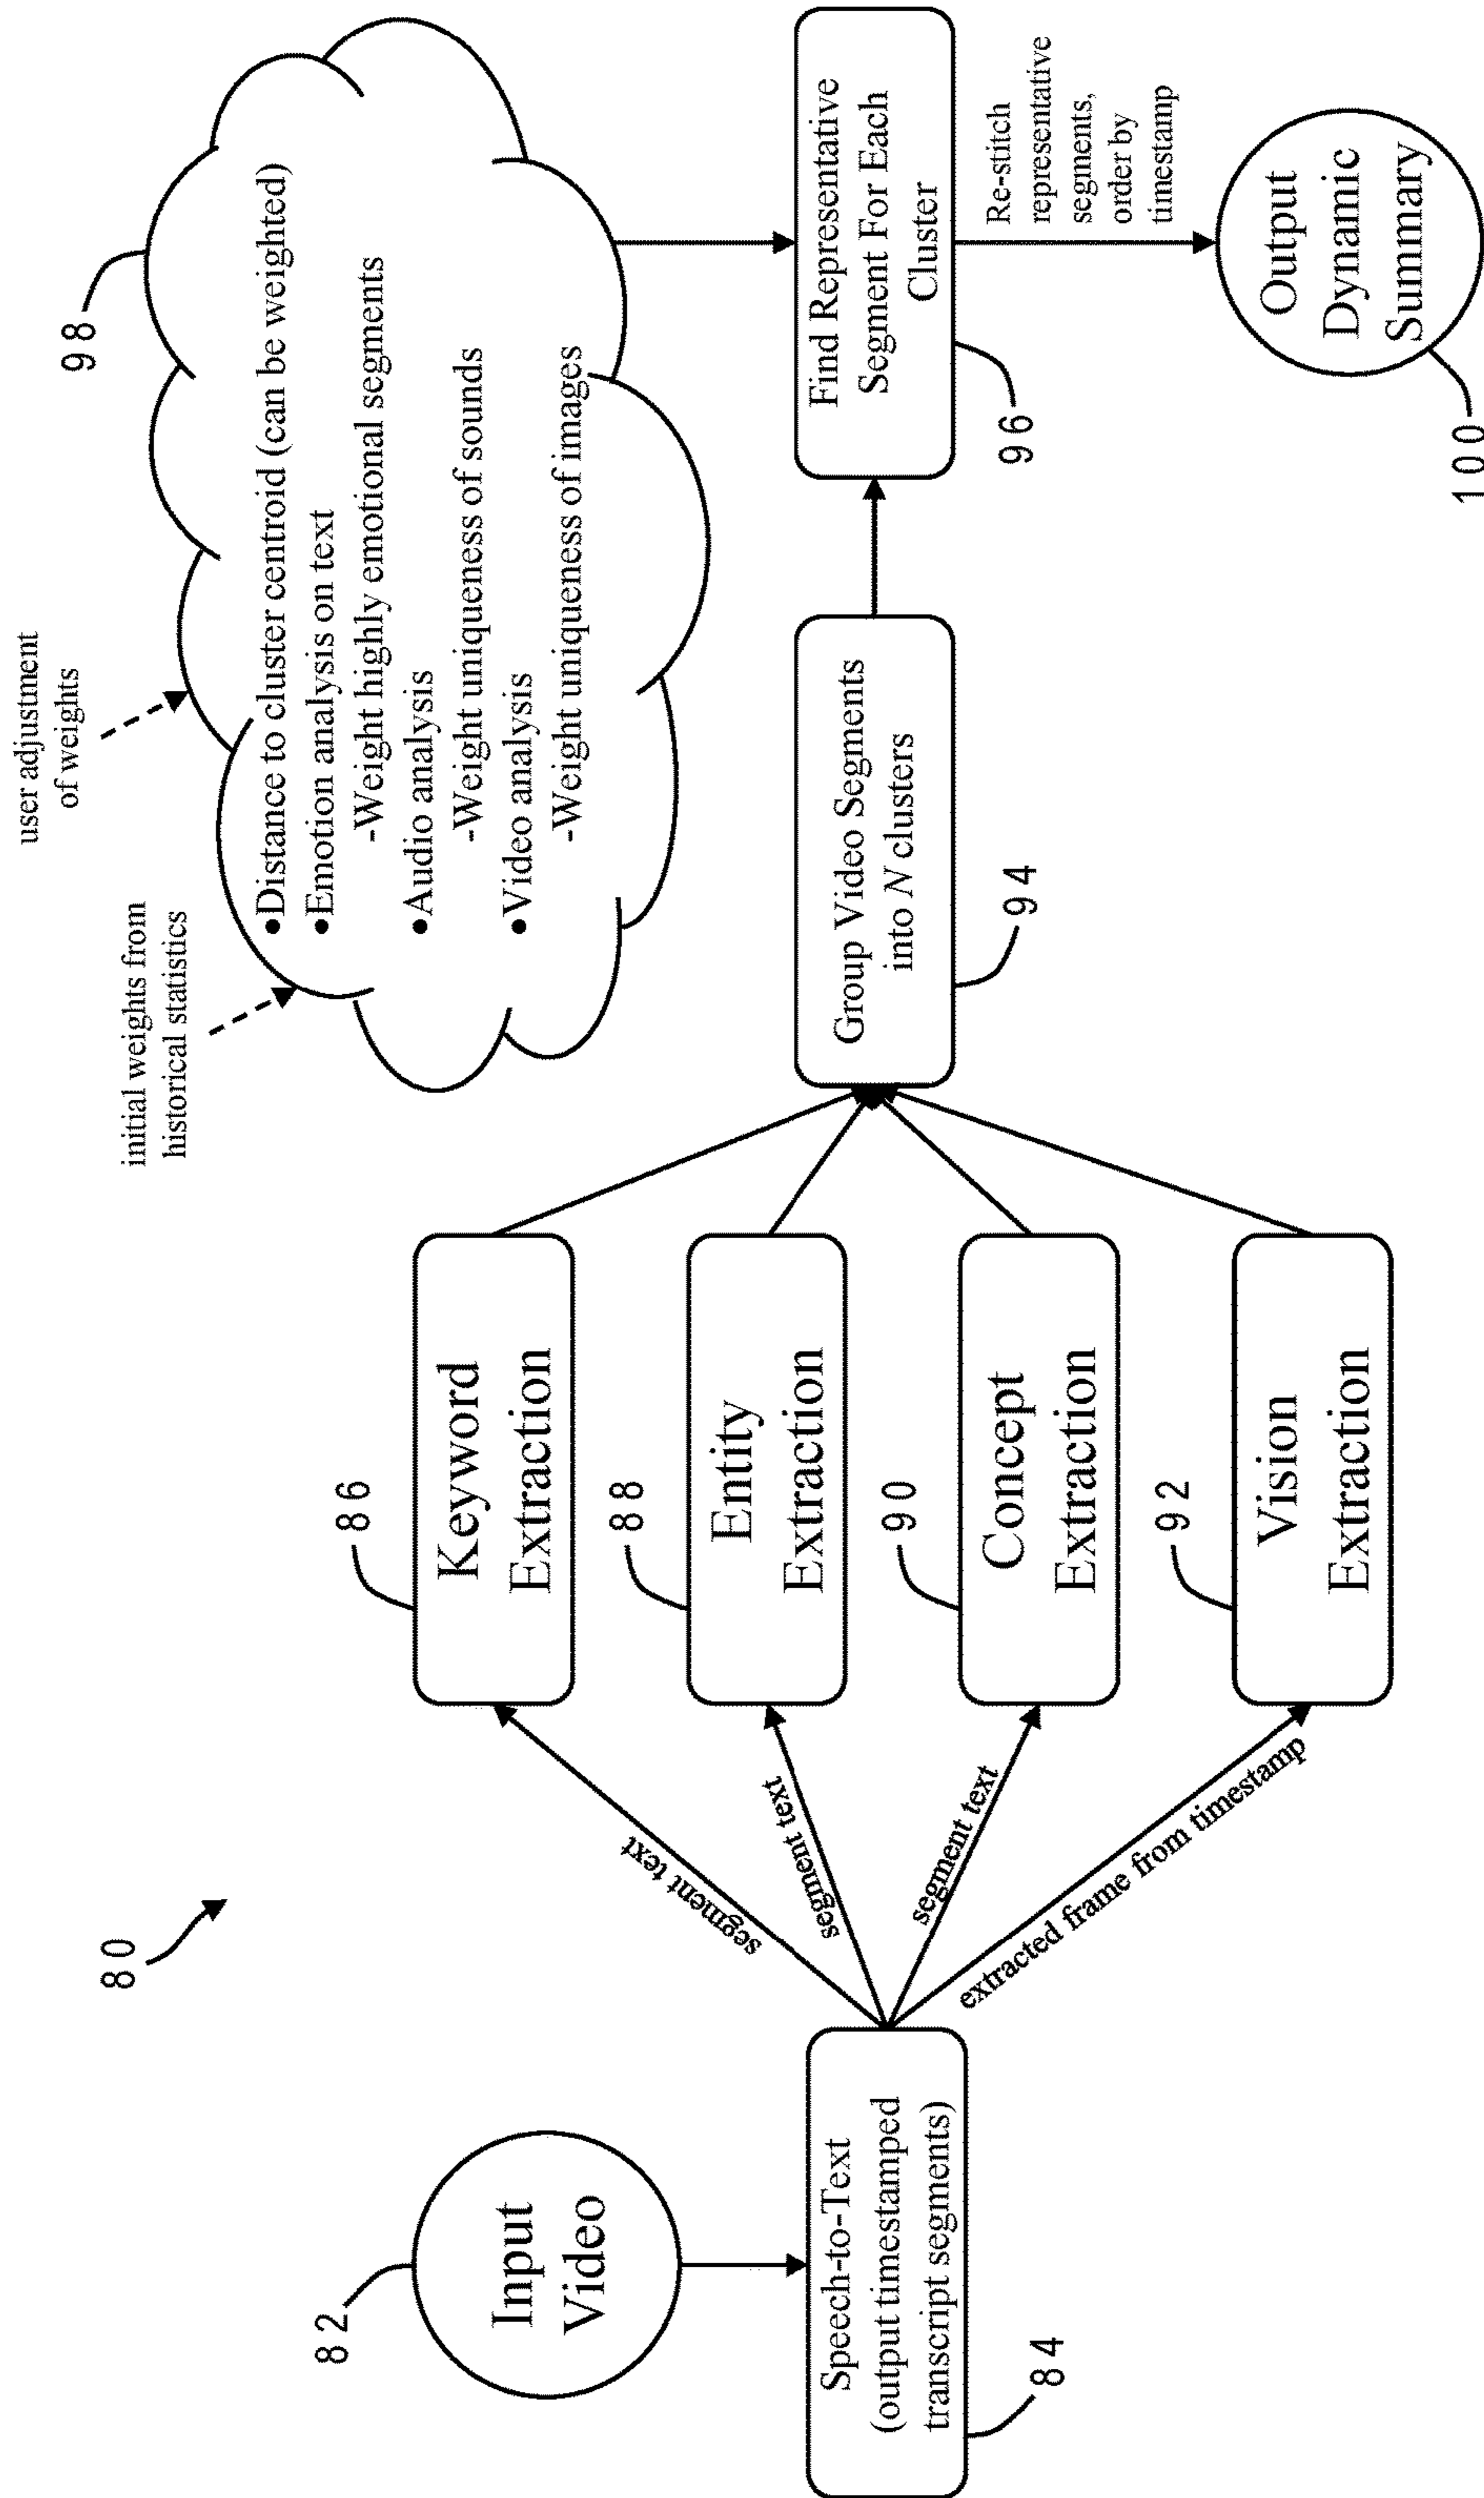 80
82
Input
Video
Speech-to-Text
(output timestamped
transcript segments)
84
segment text
segment text
segment text
extracted frame from timestamp
86
Keyword
Extraction
88
Entity
Extraction
90
Concept
Extraction
92
Vision
Extraction
Group Video Segments
into N clusters
94
initial weights from
historical statistics
user adjustment
of weights
98
•Distance to cluster centroid (can be weighted)
•Emotion analysis on text
-Weight highly emotional segments
•Audio analysis
-Weight uniqueness of sounds
•Video analysis
-Weight uniqueness of images
Find Representative
Segment For Each
Cluster
96
Re-stitch
representative
segments,
order by
timestamp
Output
Dynamic
Summary
100